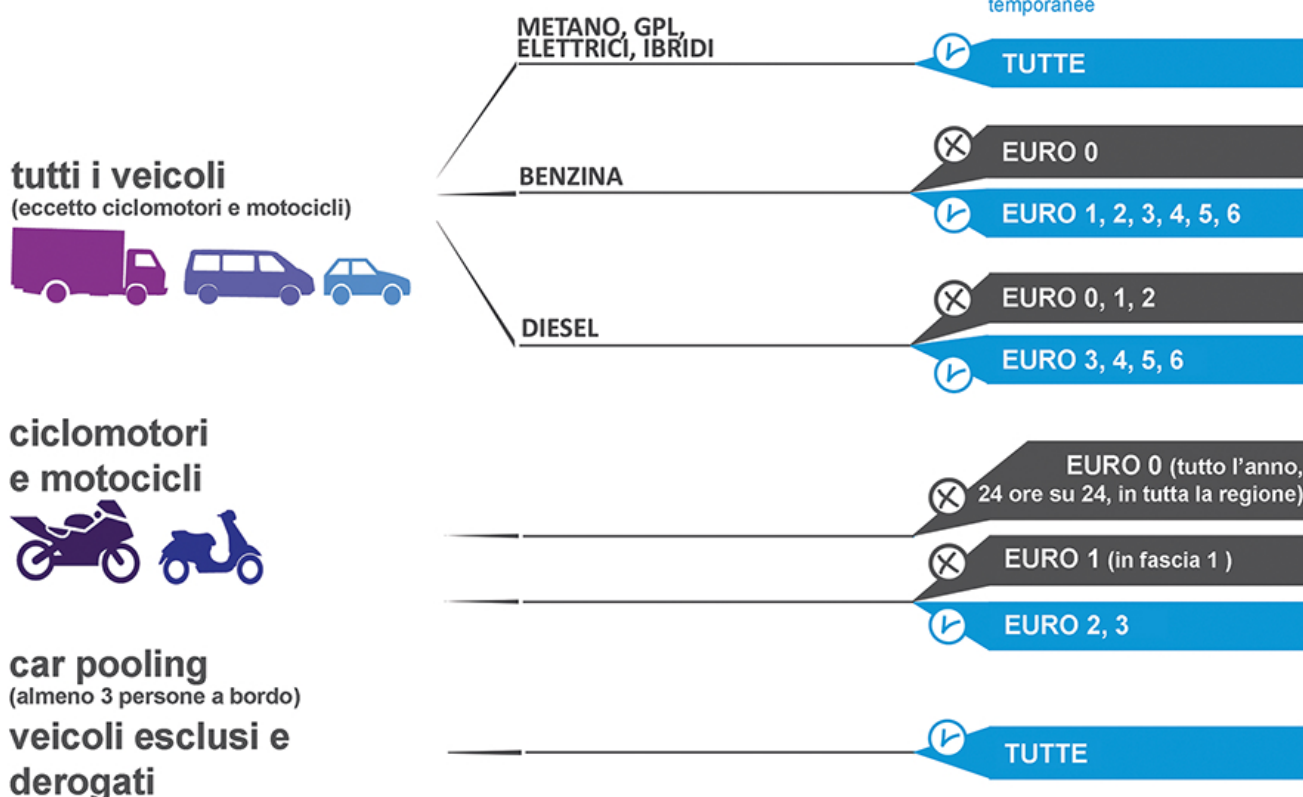 temporanee
METANO, GPL,
ELETTRICI, IBRIDI
TUTTE
tutti i veicoli
(eccetto ciclomotori e motocicli)
BENZINA
EURO 0
EURO 1, 2, 3, 4, 5, 6
DIESEL
EURO 0, 1, 2
EURO 3, 4, 5, 6
ciclomotori
e motocicli
EURO 0 (tutto l'anno,
24 ore su 24, in tutta la regione)
EURO 1 (in fascia 1 )
EURO 2, 3
car pooling
(almeno 3 persone a bordo)
veicoli esclusi e
derogati
TUTTE